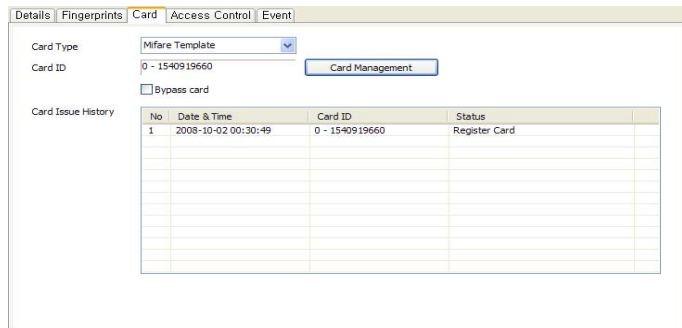 Details Fingerprints Card Access Control Event
Card Type Mifare Template
Card ID 0 - 1540919660 Card Management
Bypass card
Card Issue History
No Date & Time Card ID Status
1 2008-10-02 00:30:49 0 - 1540919660 Register Card